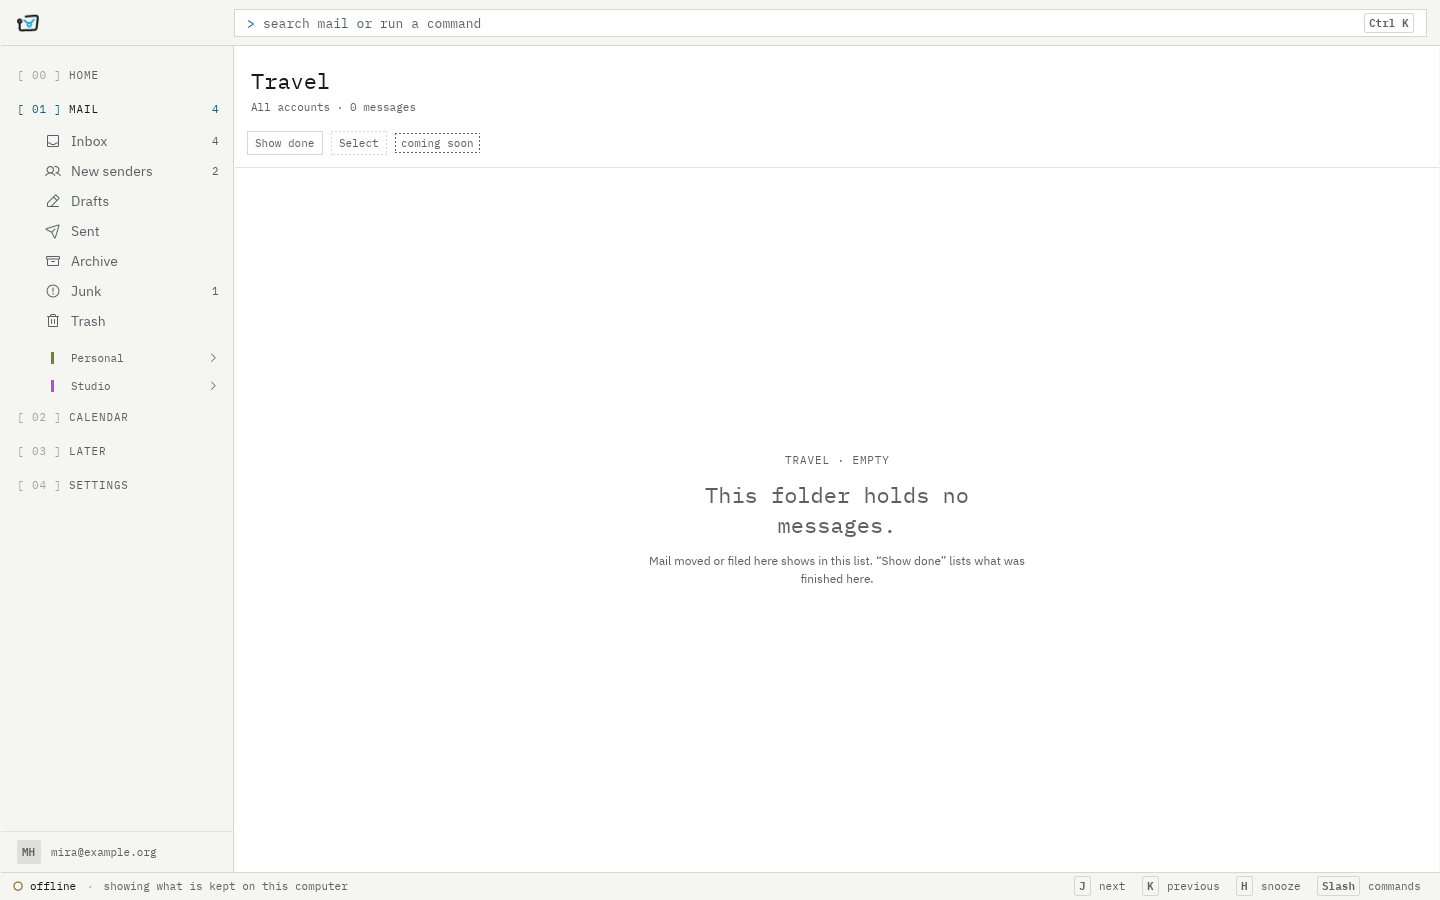 > search mail or run a command Ctrl K
[ 00 ] HOME
[ 01 ] MAIL 4
Inbox 4
New senders 2
Drafts
Sent
Archive
Junk 1
Trash
Personal
Studio
[ 02 ] CALENDAR
[ 03 ] LATER
[ 04 ] SETTINGS
MH mira@example.org
Travel
All accounts · 0 messages
Show done Select coming soon
TRAVEL · EMPTY
This folder holds no
messages.
Mail moved or filed here shows in this list. “Show done” lists what was
finished here.
offline · showing what is kept on this computer
J next K previous H snooze Slash commands